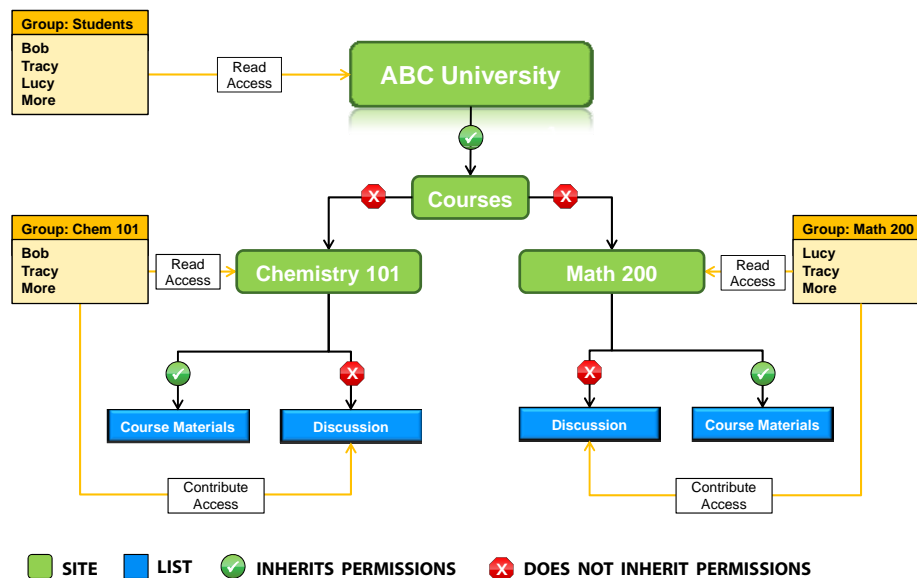 Group: Students
Bob
Tracy
Lucy
More
Read
Access
ABC University
X
Courses
X
Group: Chem 101
Bob
Tracy
More
Read
Access
Chemistry 101
Math 200
Read
Access
Group: Math 200
Lucy
Tracy
More
X
X
Course Materials
Discussion
Discussion
Course Materials
Contribute
Access
Contribute
Access
SITE
LIST
INHERITS PERMISSIONS
X
DOES NOT INHERIT PERMISSIONS